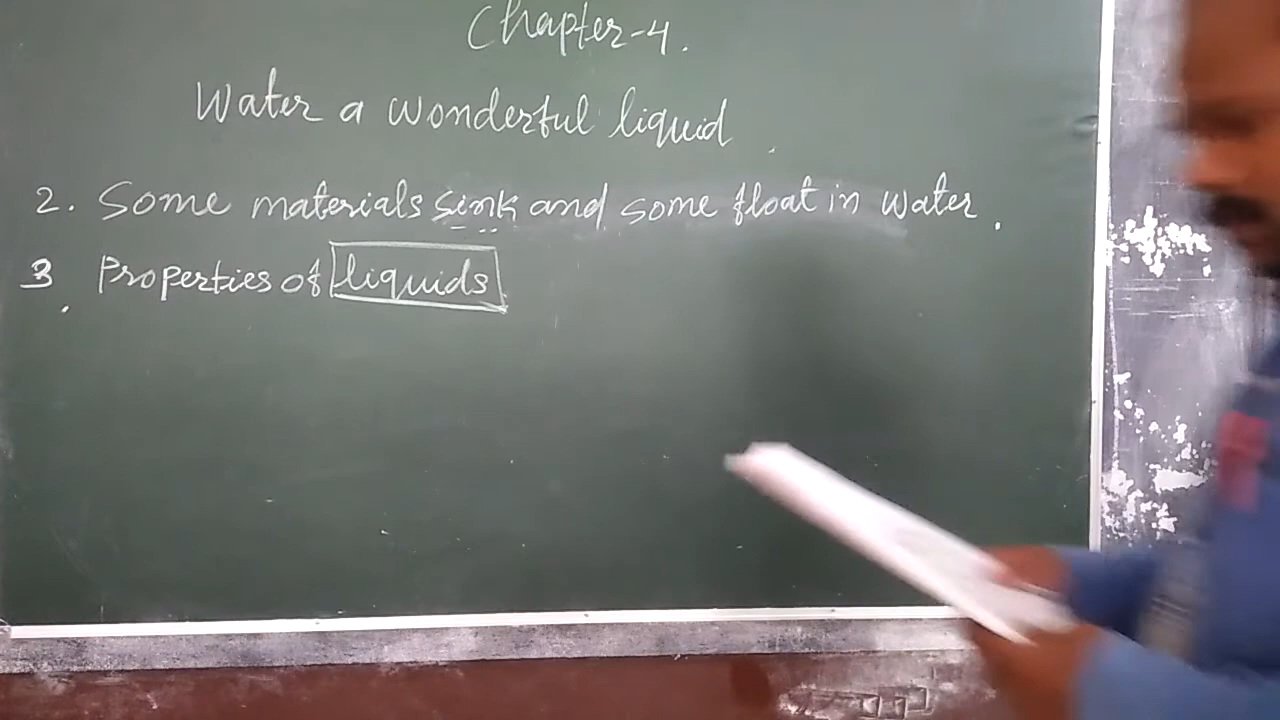 Chapter-4.
Water a wonderful liquid.
2. Some materials sink and some float in water.
3. Properties of liquids